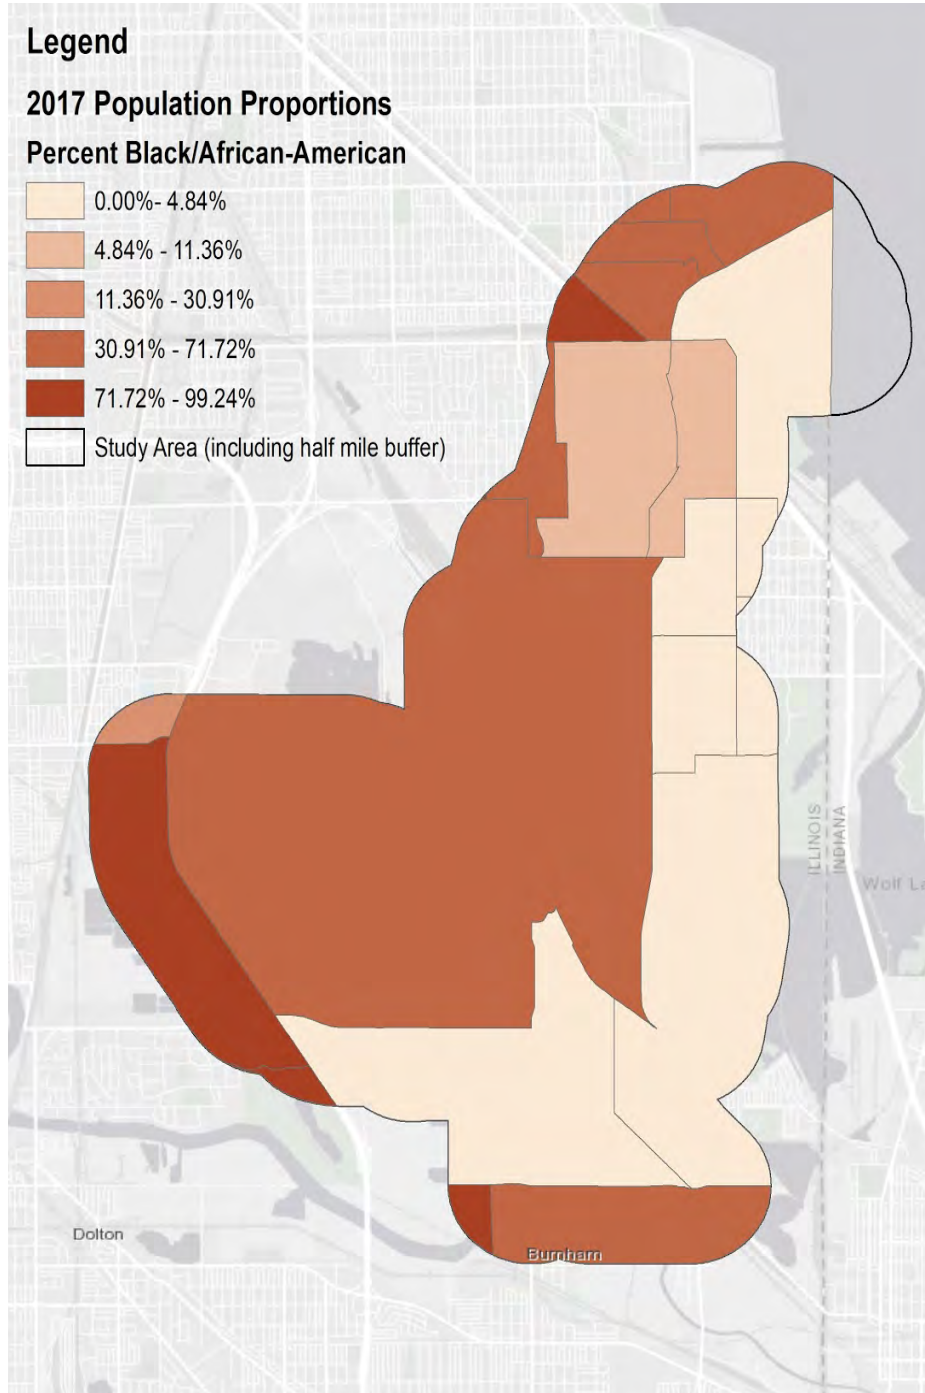 Legend
2017 Population Proportions
Percent Black/African-American
0.00%- 4.84%
4.84% - 11.36%
11.36% - 30.91%
30.91% - 71.72%
71.72% - 99.24%
Study Area (including half mile buffer)
ILLINOIS
INDIANA
Wolf La
Dolton
Burnham